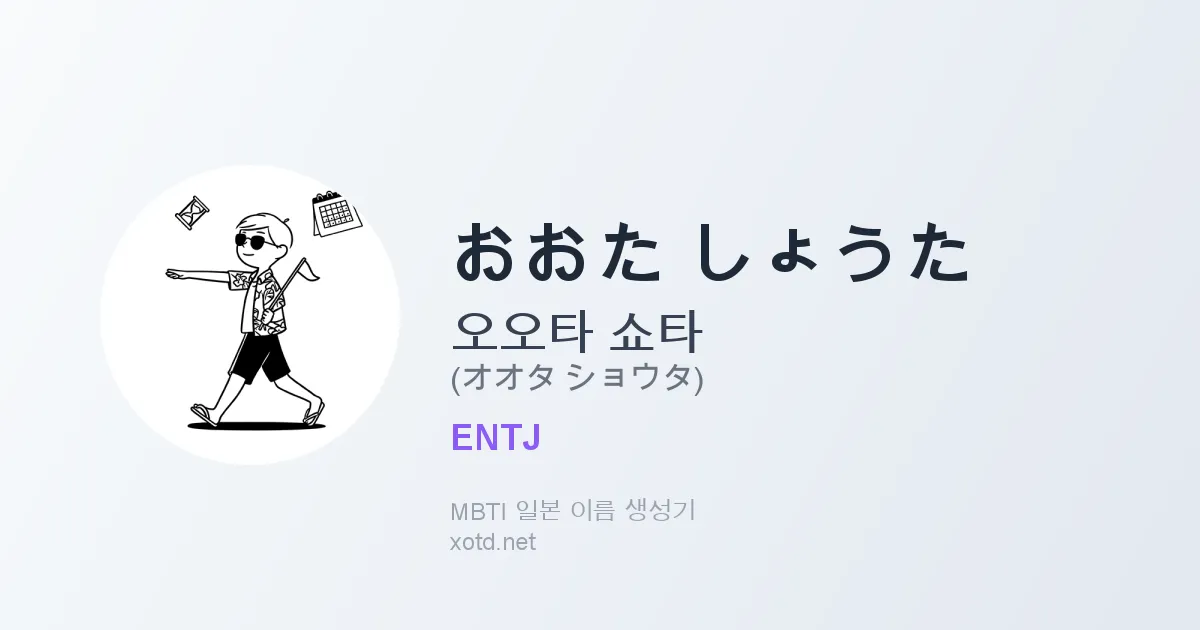 おおた しょうた
오오타 쇼타
(オオタ ショウタ)
ENTJ
MBTI 일본 이름 생성기
xotd.net